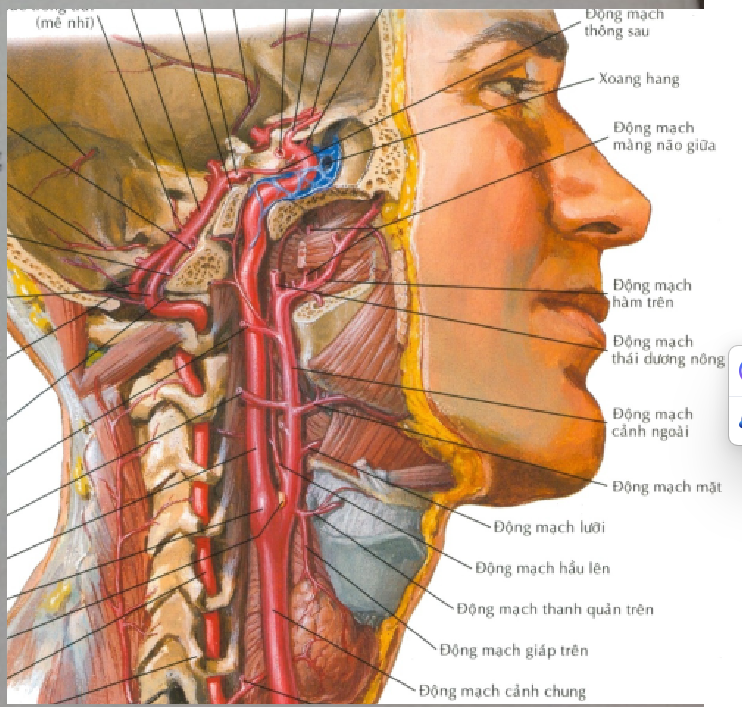 (mê nhĩ)
Động mạch
thông sau
Xoang hang
Động mạch
màng não giữa
Động mạch
hàm trên
Động mạch
thái dương nông
Động mạch
cảnh ngoài
Động mạch mặt
Động mạch lưỡi
Động mạch hầu lên
Động mạch thanh quản trên
Động mạch giáp trên
Động mạch cảnh chung